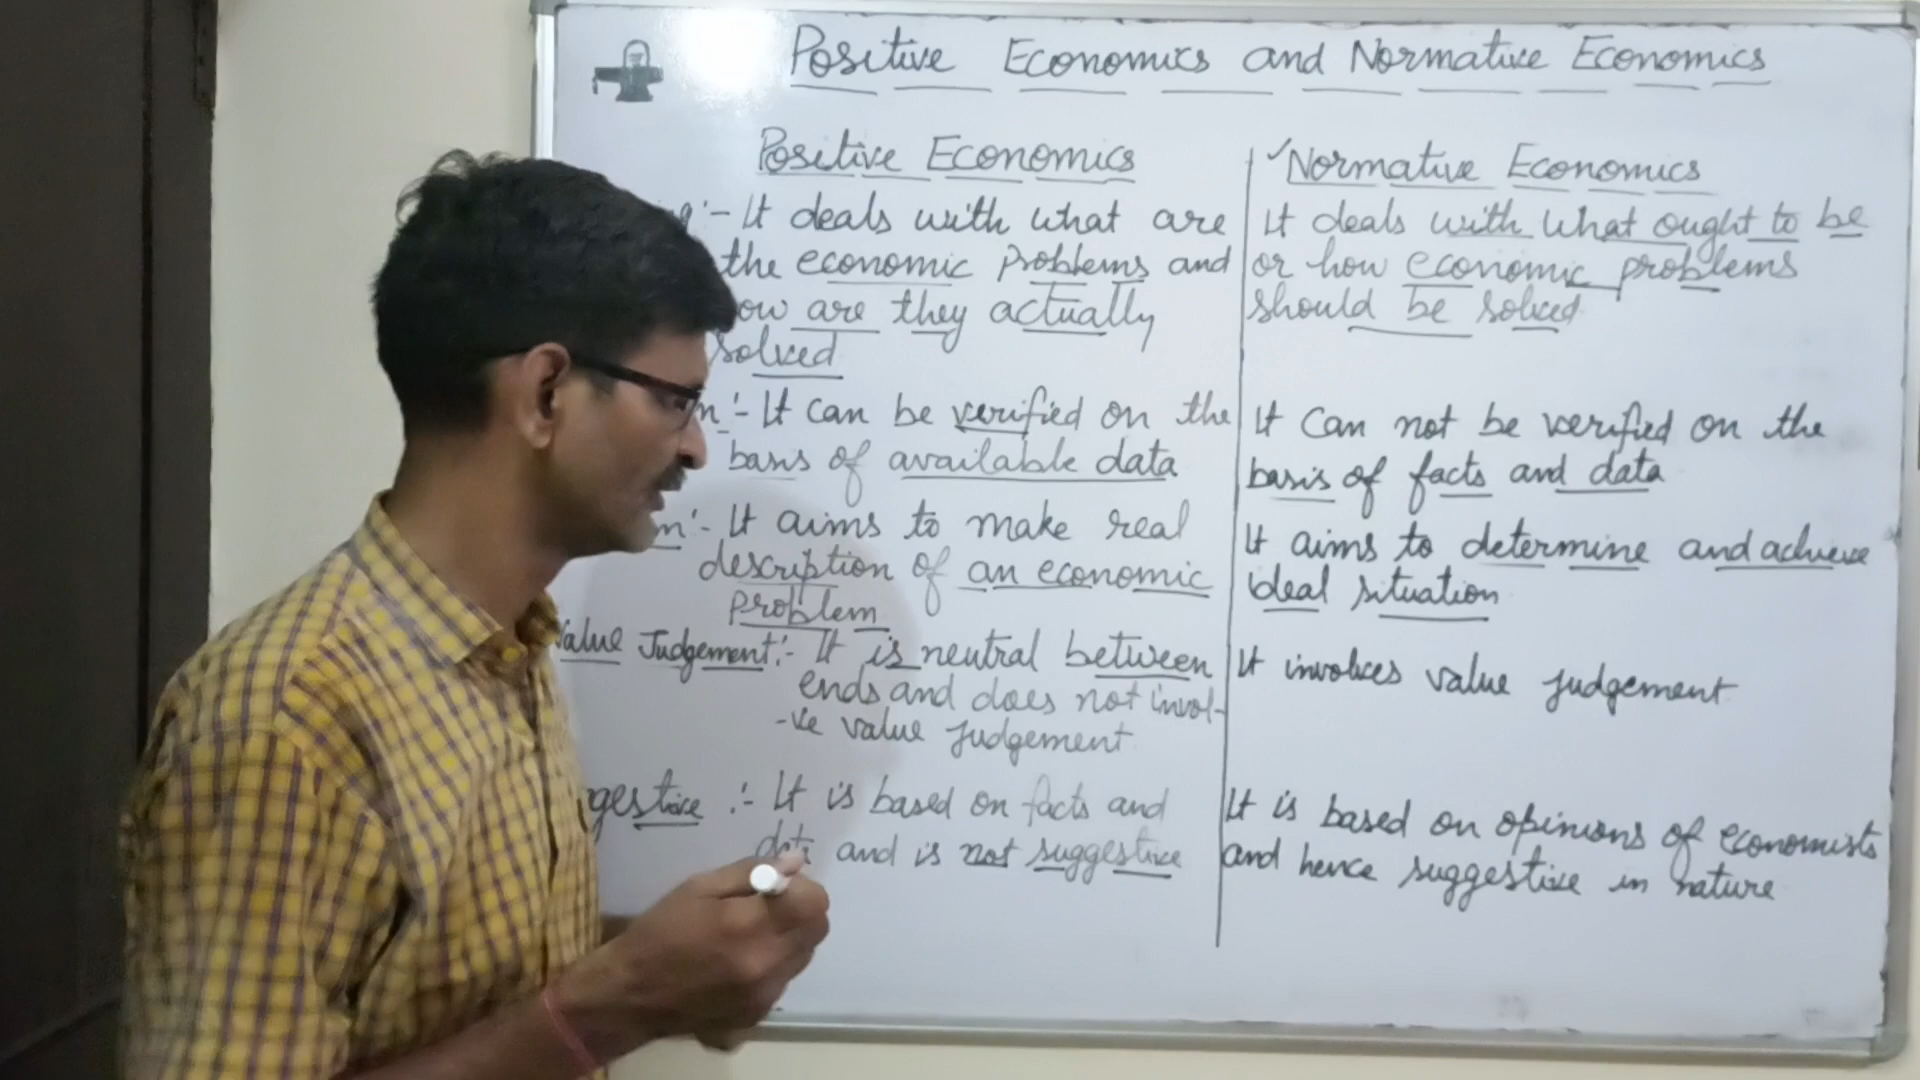 Positive Economics and Normative Economics
Positive Economics
:- It deals with what are
the economic problems and
ow are they actually
solved
:- It can be verified on the
basis of available data
:- It aims to make real
description of an economic
problem
Value Judgement:- It is neutral between
ends and does not invol-
-ve value judgement
gestive :- It is based on facts and
data and is not suggestive
Normative Economics
It deals with what ought to be
or how economic problems
should be solved
It can not be verified on the
basis of facts and data
It aims to determine and achieve
ideal situation
It involves value judgement
It is based on opinions of economists
and hence suggestive in nature